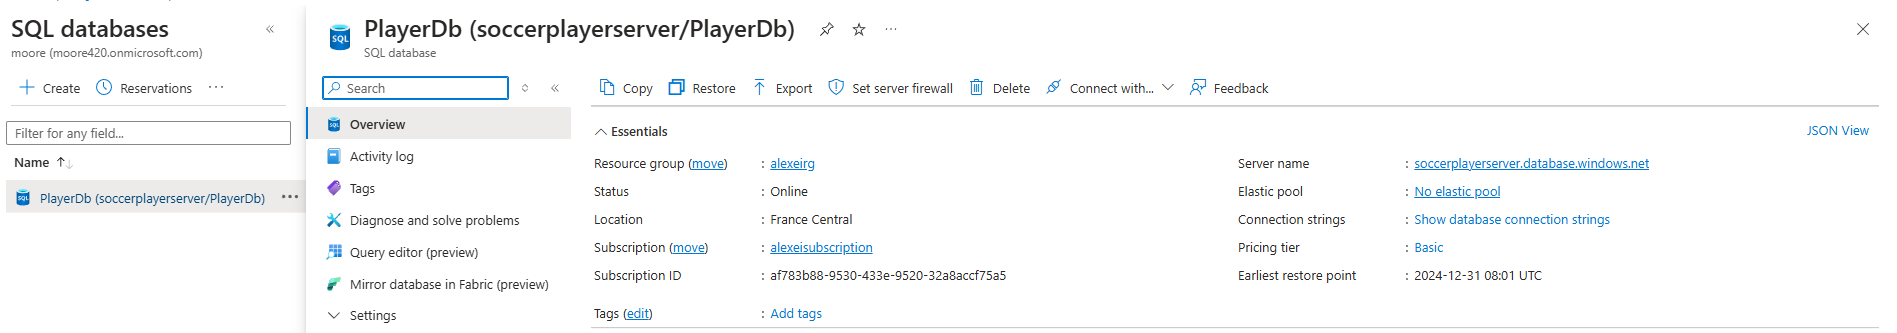 SQL databases
moore (moore420.onmicrosoft.com)
Create
Reservations
Filter for any field...
Name
PlayerDb (soccerplayerserver/PlayerDb)
PlayerDb (soccerplayerserver/PlayerDb)
SQL database
Search
Overview
Activity log
Tags
Diagnose and solve problems
Query editor (preview)
Mirror database in Fabric (preview)
Settings
Copy
Restore
Export
Set server firewall
Delete
Connect with...
Feedback
Essentials
JSON View
Resource group (move) : alexeirg
Status : Online
Location : France Central
Subscription (move) : alexeisubscription
Subscription ID : af783b88-9530-433e-9520-32a8accf75a5
Server name : soccerplayerserver.database.windows.net
Elastic pool : No elastic pool
Connection strings : Show database connection strings
Pricing tier : Basic
Earliest restore point : 2024-12-31 08:01 UTC
Tags (edit) : Add tags